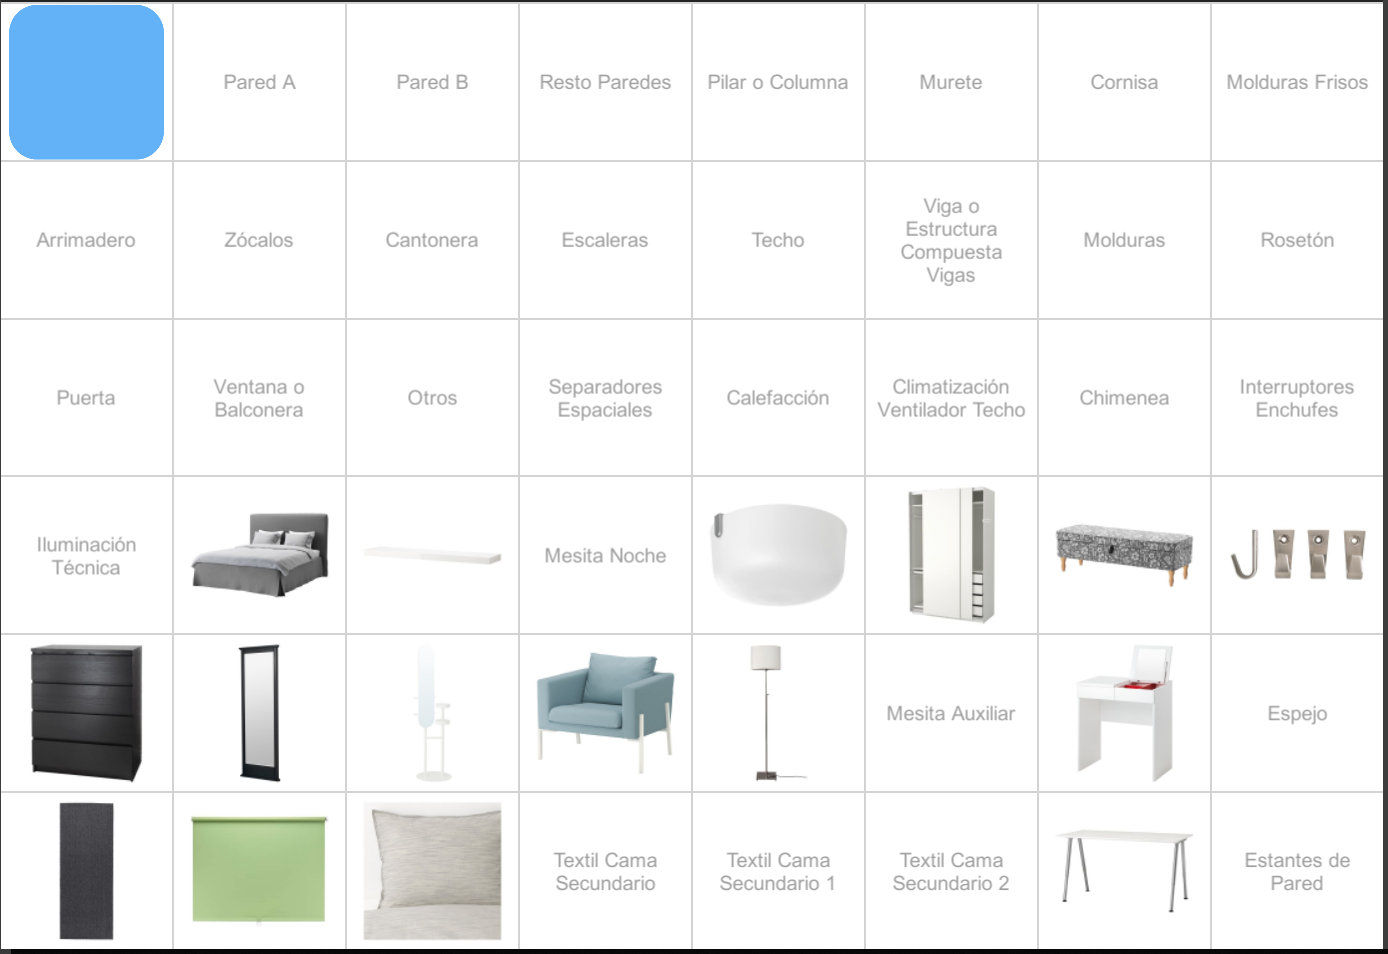 Pared A
Pared B
Resto Paredes
Pilar o Columna
Murete
Cornisa
Molduras Frisos
Arrimadero
Zócalos
Cantonera
Escaleras
Techo
Viga o
Estructura
Compuesta
Vigas
Molduras
Rosetón
Puerta
Ventana o
Balconera
Otros
Separadores
Espaciales
Calefacción
Climatización
Ventilador Techo
Chimenea
Interruptores
Enchufes
Iluminación
Técnica
Mesita Noche
Mesita Auxiliar
Espejo
Textil Cama
Secundario
Textil Cama
Secundario 1
Textil Cama
Secundario 2
Estantes de
Pared